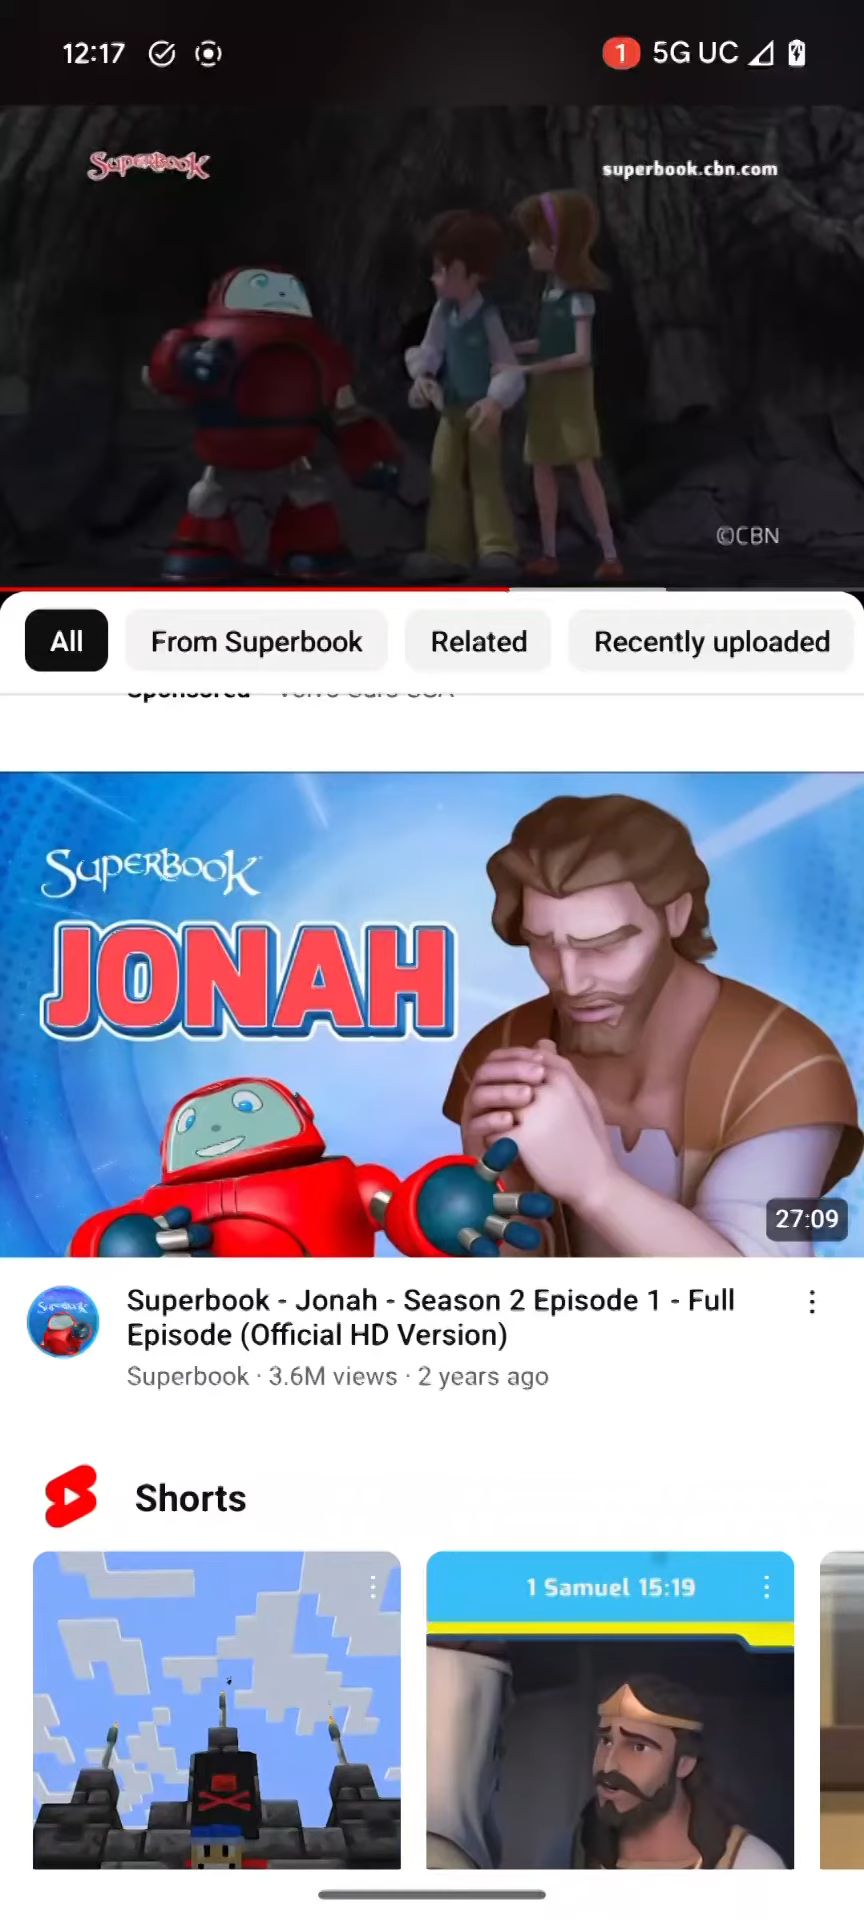 12:17
1 5G UC
SUPERBOOK
superbook.cbn.com
©CBN
All
From Superbook
Related
Recently uploaded
Sponsored
SUPERBOOK
JONAH
27:09
Superbook - Jonah - Season 2 Episode 1 - Full
Episode (Official HD Version)
Superbook · 3.6M views · 2 years ago
Shorts
1 Samuel 15:19